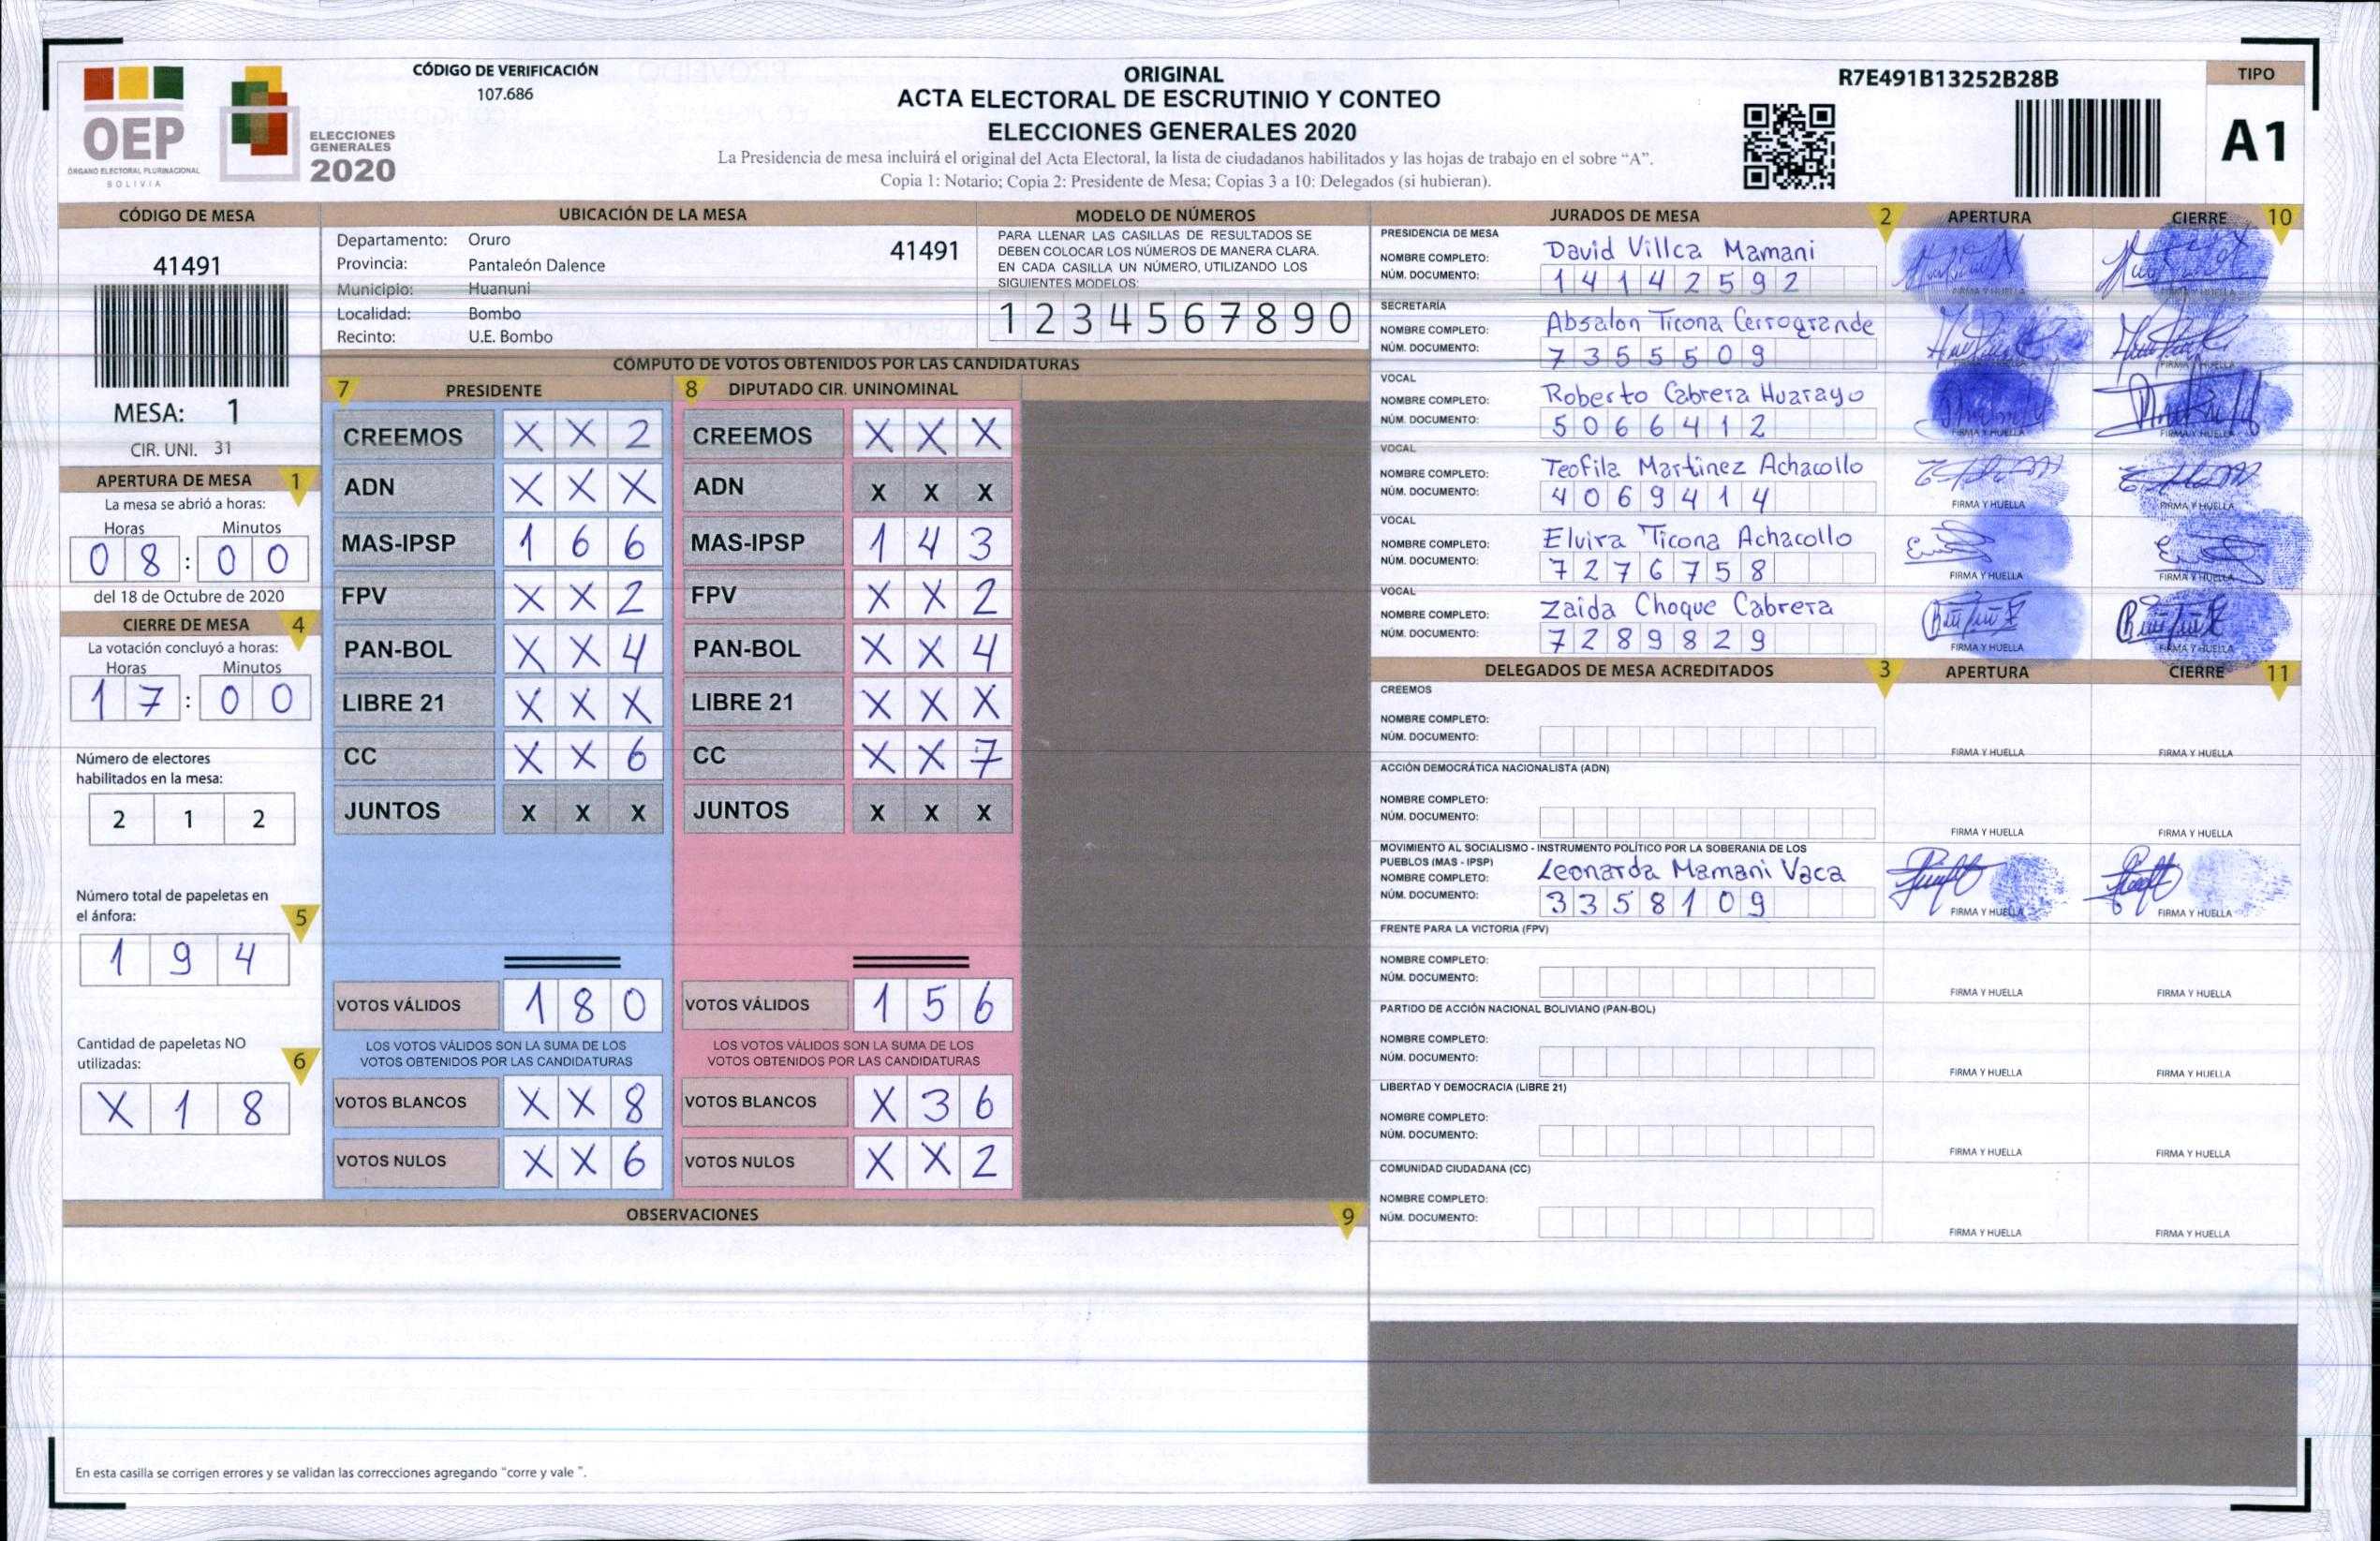 OEP
ÓRGANO ELECTORAL PLURINACIONAL
BOLIVIA
ELECCIONES
GENERALES
2020
CÓDIGO DE VERIFICACIÓN
107.686
ORIGINAL
ACTA ELECTORAL DE ESCRUTINIO Y CONTEO
ELECCIONES GENERALES 2020
La Presidencia de mesa incluirá el original del Acta Electoral, la lista de ciudadanos habilitados y las hojas de trabajo en el sobre “A”.
Copia 1: Notario; Copia 2: Presidente de Mesa; Copias 3 a 10: Delegados (si hubieran).
R7E491B13252B28B
TIPO
A1
CÓDIGO DE MESA
41491
MESA: 1
CIR. UNI. 31
APERTURA DE MESA 1
La mesa se abrió a horas:
Horas Minutos
0 8 : 0 0
del 18 de Octubre de 2020
CIERRE DE MESA 4
La votación concluyó a horas:
Horas Minutos
1 7 : 0 0
Número de electores
habilitados en la mesa:
2 1 2
Número total de papeletas en
el ánfora: 5
1 9 4
Cantidad de papeletas NO
utilizadas: 6
X 1 8
UBICACIÓN DE LA MESA
Departamento: Oruro 41491
Provincia: Pantaleón Dalence
Municipio: Huanuni
Localidad: Bombo
Recinto: U.E. Bombo
MODELO DE NÚMEROS
PARA LLENAR LAS CASILLAS DE RESULTADOS SE
DEBEN COLOCAR LOS NÚMEROS DE MANERA CLARA.
EN CADA CASILLA UN NÚMERO, UTILIZANDO LOS
SIGUIENTES MODELOS:
1 2 3 4 5 6 7 8 9 0
CÓMPUTO DE VOTOS OBTENIDOS POR LAS CANDIDATURAS
7 PRESIDENTE 8 DIPUTADO CIR. UNINOMINAL
CREEMOS X X 2 CREEMOS X X X
ADN X X X ADN X X X
MAS-IPSP 1 6 6 MAS-IPSP 1 4 3
FPV X X 2 FPV X X 2
PAN-BOL X X 4 PAN-BOL X X 4
LIBRE 21 X X X LIBRE 21 X X X
CC X X 6 CC X X 7
JUNTOS X X X JUNTOS X X X
VOTOS VÁLIDOS 1 8 0 VOTOS VÁLIDOS 1 5 6
LOS VOTOS VÁLIDOS SON LA SUMA DE LOS LOS VOTOS VÁLIDOS SON LA SUMA DE LOS
VOTOS OBTENIDOS POR LAS CANDIDATURAS VOTOS OBTENIDOS POR LAS CANDIDATURAS
VOTOS BLANCOS X X 8 VOTOS BLANCOS X 3 6
VOTOS NULOS X X 6 VOTOS NULOS X X 2
OBSERVACIONES 9
En esta casilla se corrigen errores y se validan las correcciones agregando “corre y vale ”.
JURADOS DE MESA 2 APERTURA CIERRE 10
PRESIDENCIA DE MESA
NOMBRE COMPLETO: David Villca Mamani
NÚM. DOCUMENTO: 1 4 1 4 2 5 9 2
FIRMA Y HUELLA FIRMA Y HUELLA
SECRETARÍA
NOMBRE COMPLETO: Absalon Ticona Cerrogrande
NÚM. DOCUMENTO: 7 3 5 5 5 0 9
FIRMA Y HUELLA FIRMA Y HUELLA
VOCAL
NOMBRE COMPLETO: Roberto Cabrera Huarayo
NÚM. DOCUMENTO: 5 0 6 6 4 1 2
FIRMA Y HUELLA FIRMA Y HUELLA
VOCAL
NOMBRE COMPLETO: Teofila Martinez Achacollo
NÚM. DOCUMENTO: 4 0 6 9 4 1 4
FIRMA Y HUELLA FIRMA Y HUELLA
VOCAL
NOMBRE COMPLETO: Elvira Ticona Achacollo
NÚM. DOCUMENTO: 7 2 7 6 7 5 8
FIRMA Y HUELLA FIRMA Y HUELLA
VOCAL
NOMBRE COMPLETO: Zaida Choque Cabrera
NÚM. DOCUMENTO: 7 2 8 9 8 2 9
FIRMA Y HUELLA FIRMA Y HUELLA
DELEGADOS DE MESA ACREDITADOS 3 APERTURA CIERRE 11
CREEMOS
NOMBRE COMPLETO:
NÚM. DOCUMENTO:
FIRMA Y HUELLA FIRMA Y HUELLA
ACCIÓN DEMOCRÁTICA NACIONALISTA (ADN)
NOMBRE COMPLETO:
NÚM. DOCUMENTO:
FIRMA Y HUELLA FIRMA Y HUELLA
MOVIMIENTO AL SOCIALISMO - INSTRUMENTO POLÍTICO POR LA SOBERANIA DE LOS
PUEBLOS (MAS - IPSP)
NOMBRE COMPLETO: Leonarda Mamani Vaca
NÚM. DOCUMENTO: 3 3 5 8 1 0 9
FIRMA Y HUELLA FIRMA Y HUELLA
FRENTE PARA LA VICTORIA (FPV)
NOMBRE COMPLETO:
NÚM. DOCUMENTO:
FIRMA Y HUELLA FIRMA Y HUELLA
PARTIDO DE ACCIÓN NACIONAL BOLIVIANO (PAN-BOL)
NOMBRE COMPLETO:
NÚM. DOCUMENTO:
FIRMA Y HUELLA FIRMA Y HUELLA
LIBERTAD Y DEMOCRACIA (LIBRE 21)
NOMBRE COMPLETO:
NÚM. DOCUMENTO:
FIRMA Y HUELLA FIRMA Y HUELLA
COMUNIDAD CIUDADANA (CC)
NOMBRE COMPLETO:
NÚM. DOCUMENTO:
FIRMA Y HUELLA FIRMA Y HUELLA